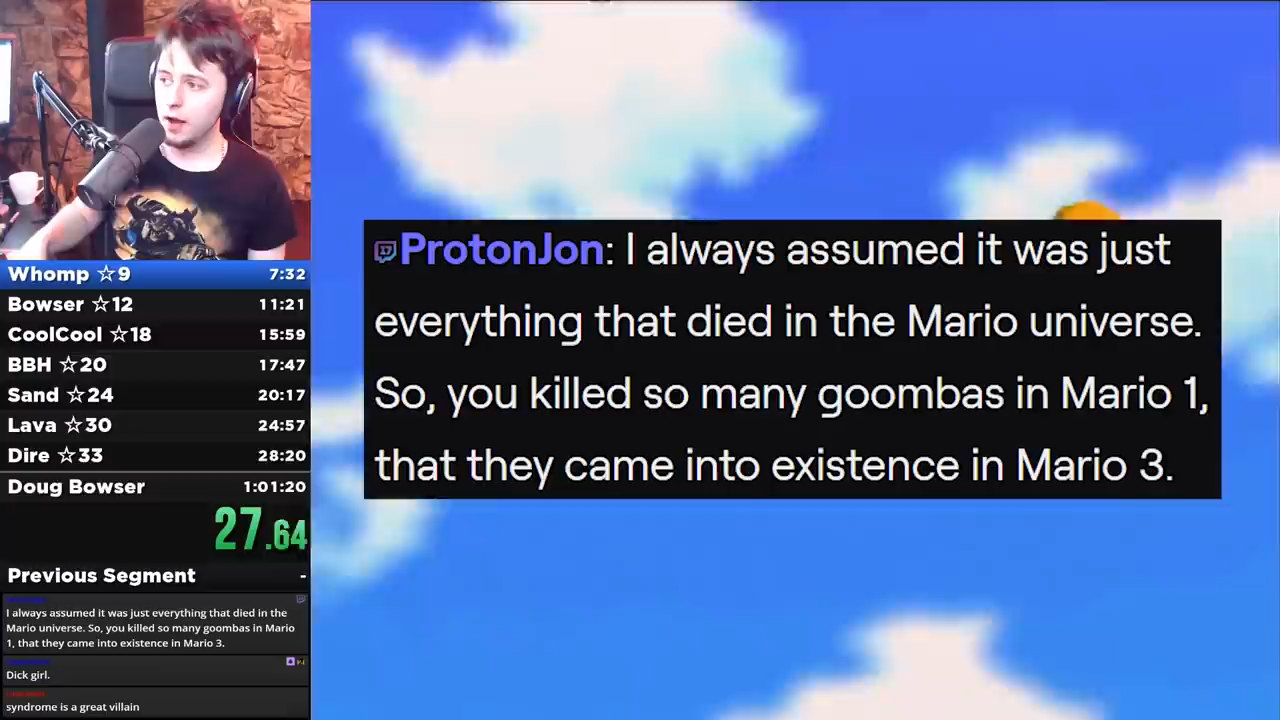 ProtonJon: I always assumed it was just
everything that died in the Mario universe.
So, you killed so many goombas in Mario 1,
that they came into existence in Mario 3.
Whomp ☆9 7:32
Bowser ☆12 11:21
CoolCool ☆18 15:59
BBH ☆20 17:47
Sand ☆24 20:17
Lava ☆30 24:57
Dire ☆33 28:20
Doug Bowser 1:01:20
27.64
Previous Segment -
I always assumed it was just everything that died in the
Mario universe. So, you killed so many goombas in Mario
1, that they came into existence in Mario 3.
Dick girl.
syndrome is a great villain